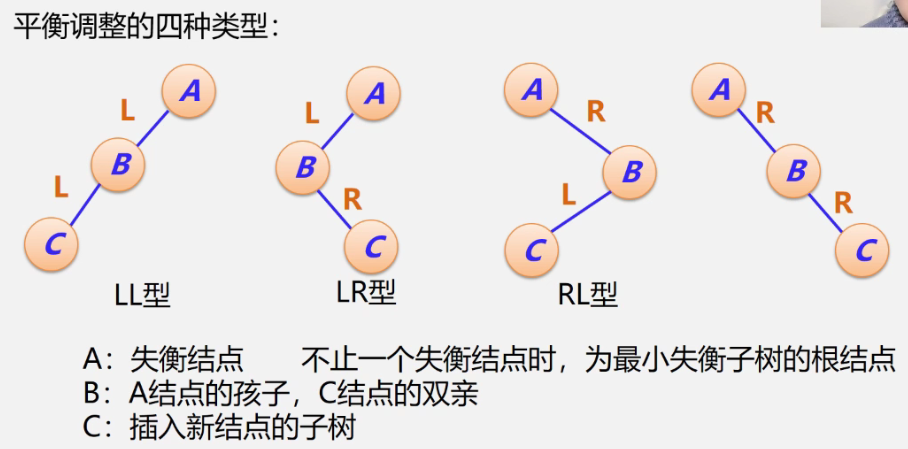 平衡调整的四种类型：
A A A A
L L R R
B B B B
L R L R
C C C C
LL型 LR型 RL型
A：失衡结点 不止一个失衡结点时，为最小失衡子树的根结点
B：A结点的孩子，C结点的双亲
C：插入新结点的子树